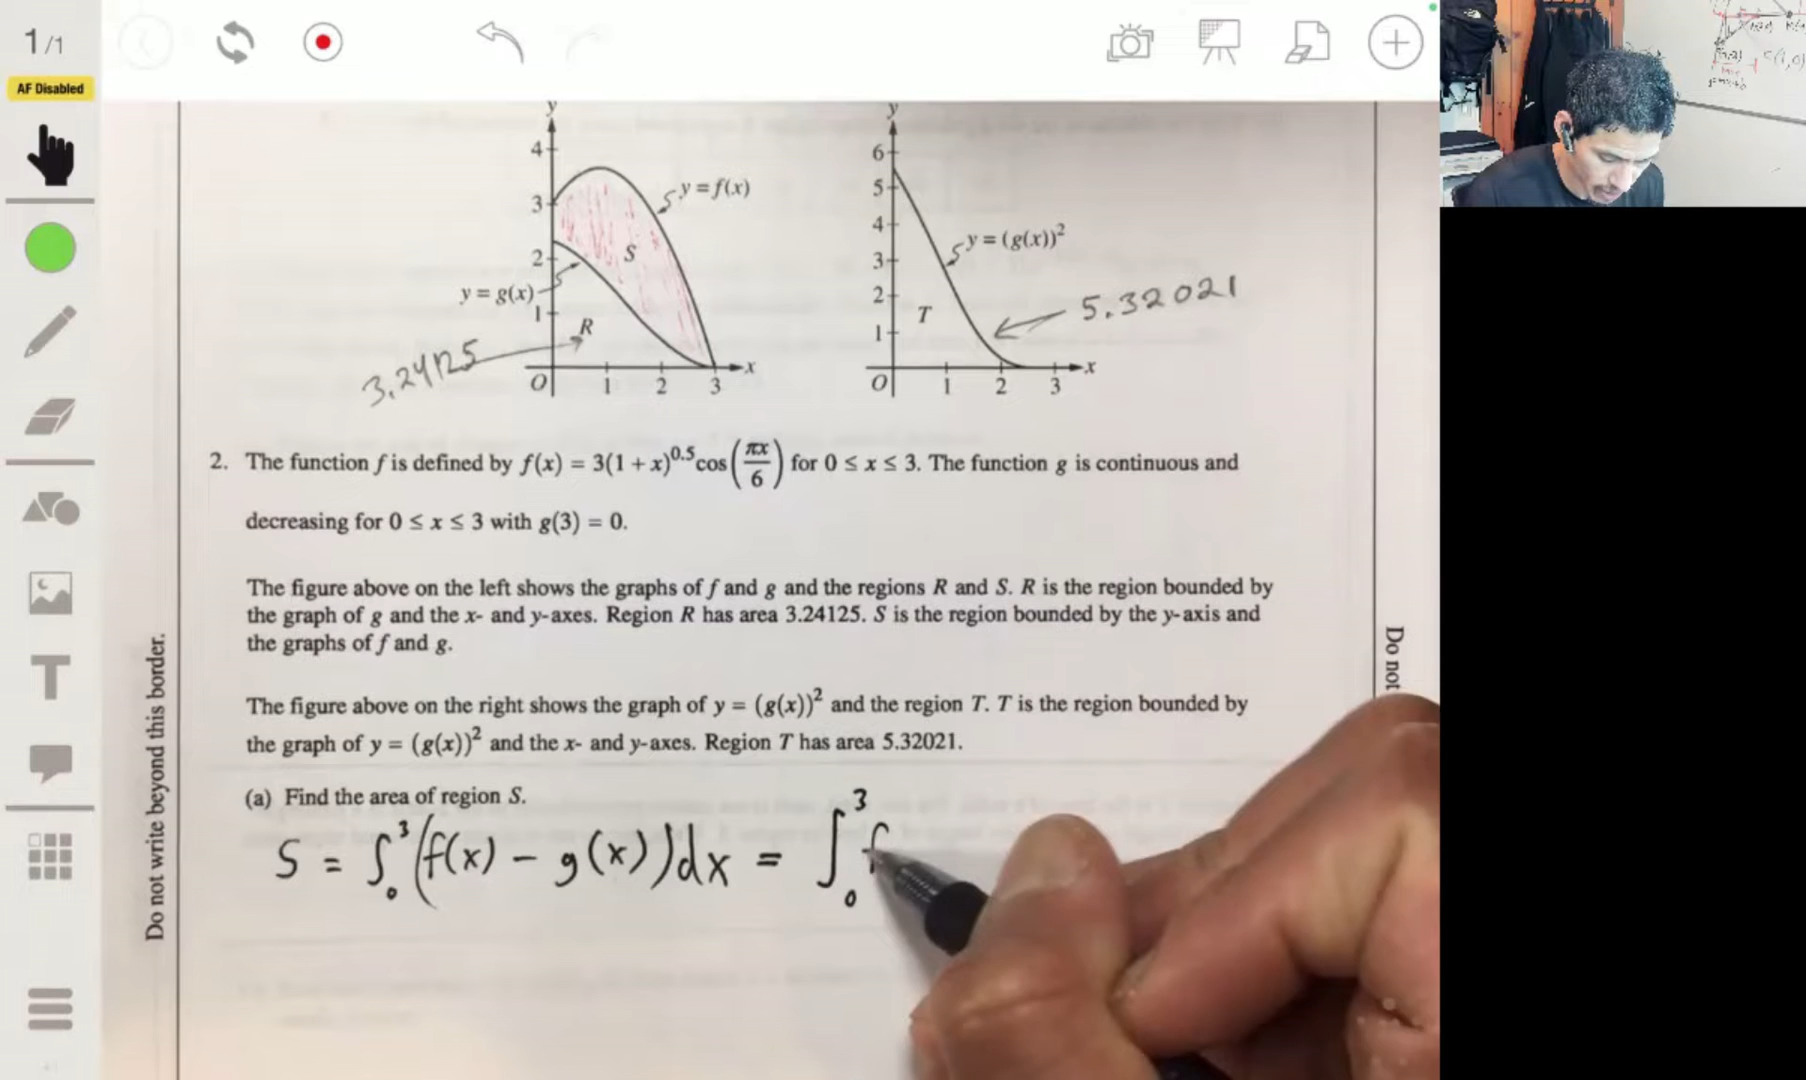 1/1
AF Disabled
y
4
3
2
1
O
1
2
3
x
y = f(x)
S
y = g(x)
R
3.24125
y
6
5
4
3
2
1
O
1
2
3
x
y = (g(x))²
T
5.32021
2. The function f is defined by f(x) = 3(1 + x)^0.5 cos(πx/6) for 0 ≤ x ≤ 3. The function g is continuous and
decreasing for 0 ≤ x ≤ 3 with g(3) = 0.
The figure above on the left shows the graphs of f and g and the regions R and S. R is the region bounded by
the graph of g and the x- and y-axes. Region R has area 3.24125. S is the region bounded by the y-axis and
the graphs of f and g.
The figure above on the right shows the graph of y = (g(x))² and the region T. T is the region bounded by
the graph of y = (g(x))² and the x- and y-axes. Region T has area 5.32021.
(a) Find the area of region S.
S = ∫₀³ (f(x) - g(x)) dx = ∫₀³ f
Do not write beyond this border.
Do not
T
C(1,0)